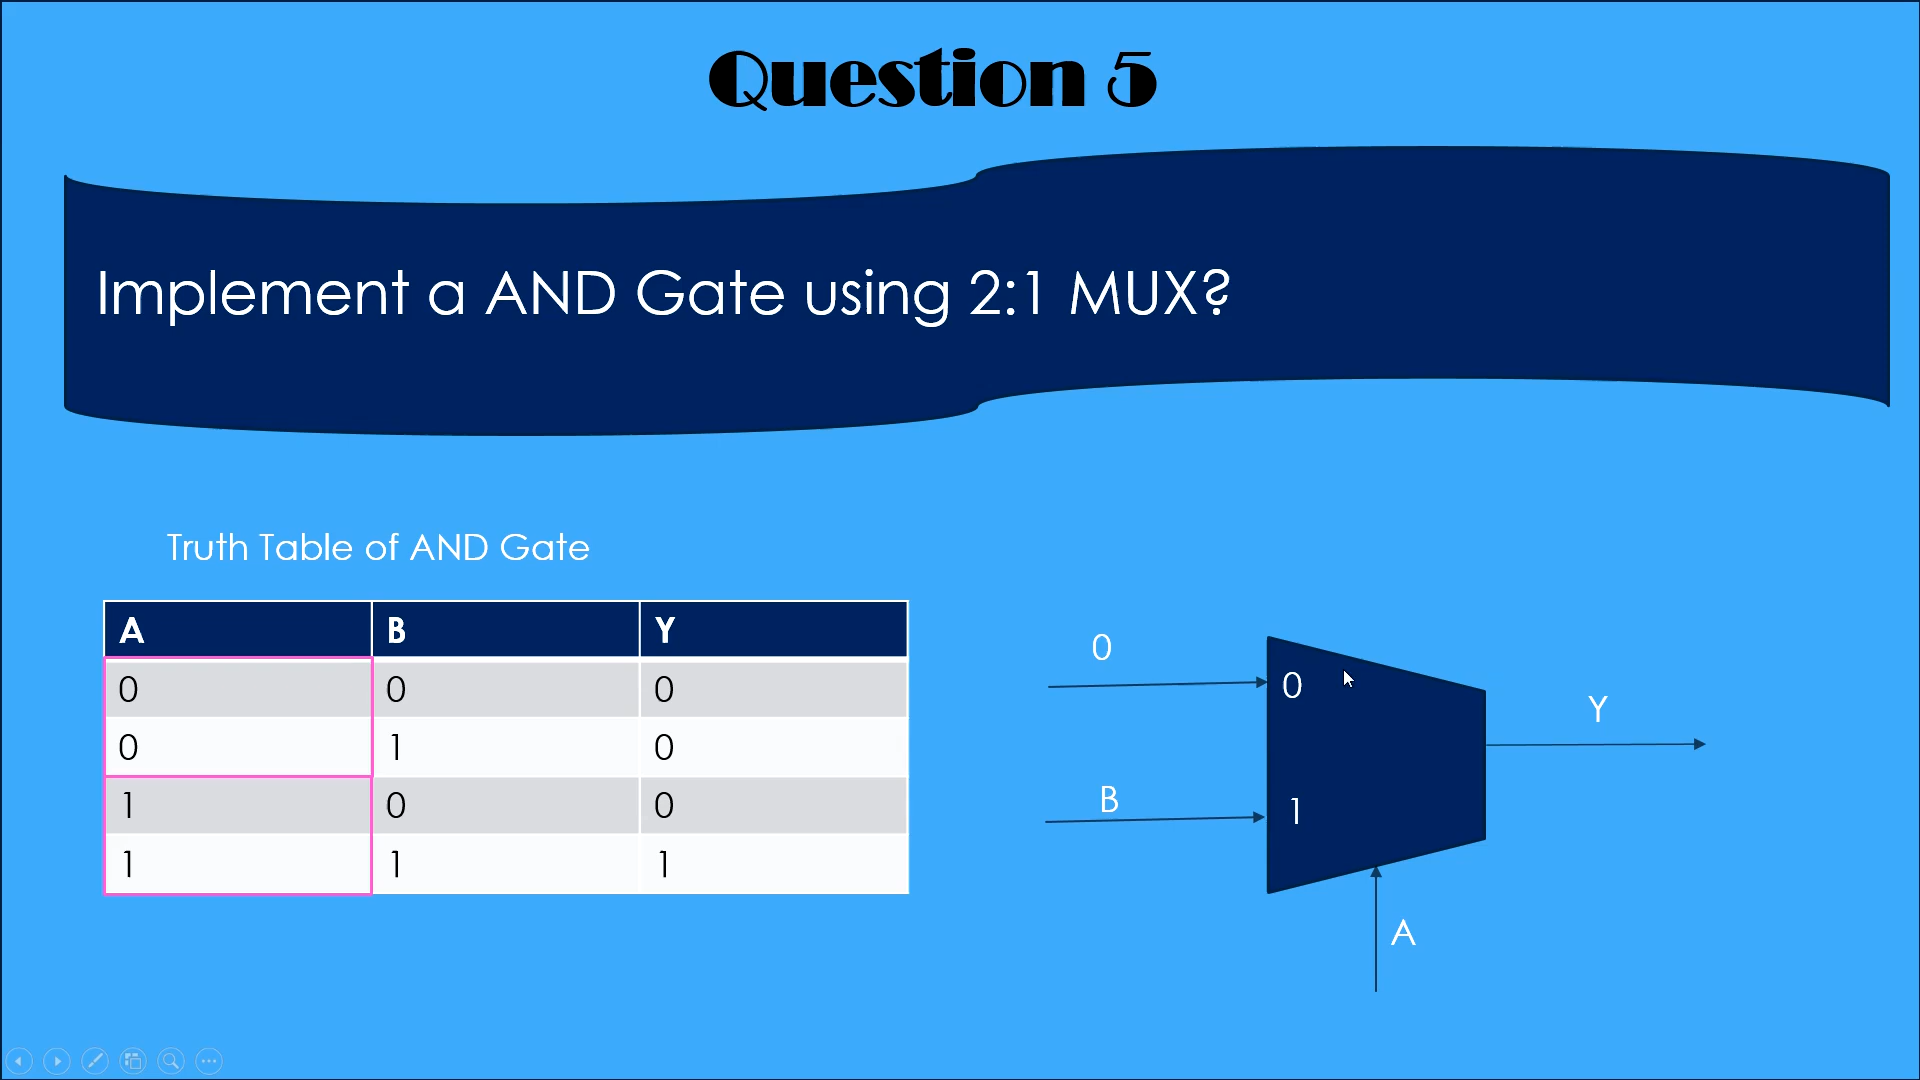 Question 5
Implement a AND Gate using 2:1 MUX?
Truth Table of AND Gate
A B Y
0 0 0
0 1 0
1 0 0
1 1 1
0
0
Y
B
1
A